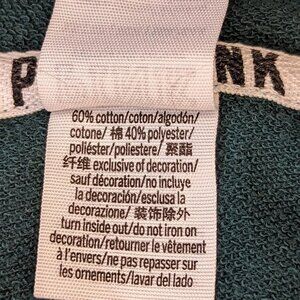 P NK
60% cotton/coton/algodón/
cotone/ 棉 40% polyester/
poliéster/poliestere/ 聚酯
纤维 exclusive of decoration/
sauf décoration/no incluye
la decoración/esclusa la
decorazione/ 装饰除外
turn inside out/do not iron on
decoration/retourner le vêtement
à l'envers/ne pas repasser sur
les ornements/lavar del lado